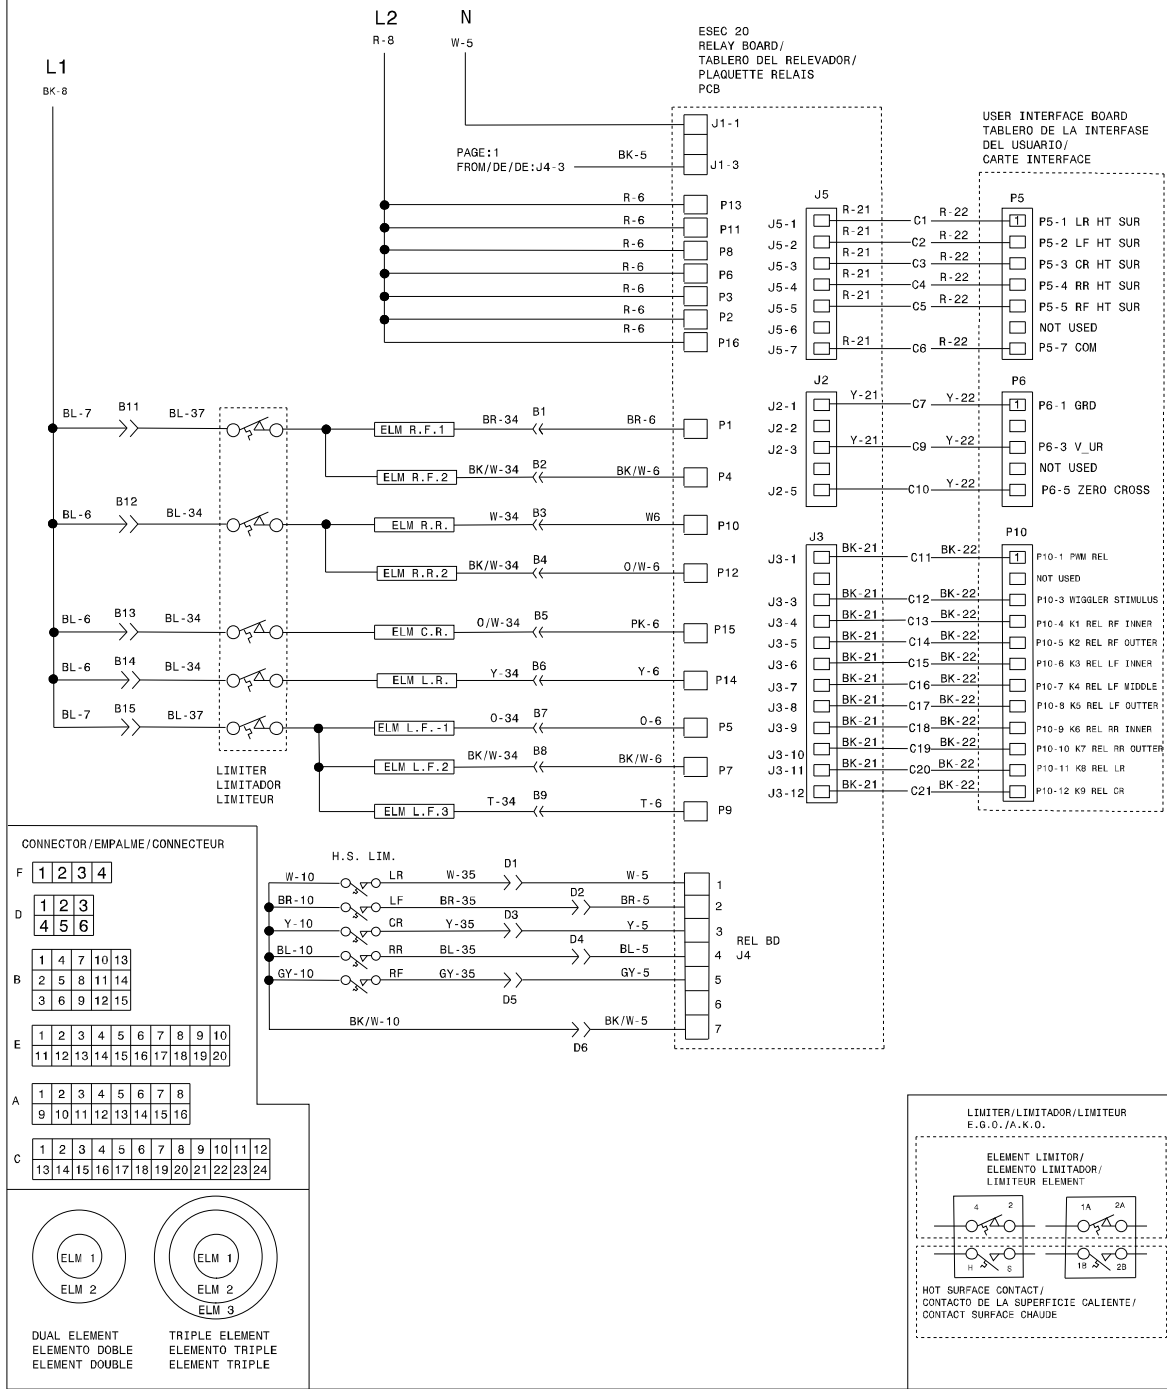 L1
BK-8
L2
R-8
N
W-5
ESEC 20
RELAY BOARD/
TABLERO DEL RELEVADOR/
PLAQUETTE RELAIS
PCB
USER INTERFACE BOARD
TABLERO DE LA INTERFASE
DEL USUARIO/
CARTE INTERFACE
J1-1
PAGE:1
FROM/DE/DE:J4-3
BK-5
J1-3
R-6 P13
R-6 P11
R-6 P8
R-6 P6
R-6 P3
R-6 P2
R-6 P16
J5
P5
J5-1 R-21 C1 R-22 1 P5-1 LR HT SUR
J5-2 R-21 C2 R-22 P5-2 LF HT SUR
J5-3 R-21 C3 R-22 P5-3 CR HT SUR
J5-4 R-21 C4 R-22 P5-4 RR HT SUR
J5-5 R-21 C5 R-22 P5-5 RF HT SUR
J5-6 NOT USED
J5-7 R-21 C6 R-22 P5-7 COM
J2
P6
J2-1 Y-21 C7 Y-22 1 P6-1 GRD
J2-2
J2-3 Y-21 C9 Y-22 P6-3 V_UR
NOT USED
J2-5 C10 Y-22 P6-5 ZERO CROSS
J3
P10
J3-1 BK-21 C11 BK-22 1 P10-1 PWM REL
NOT USED
J3-3 BK-21 C12 BK-22 P10-3 WIGGLER STIMULUS
J3-4 BK-21 C13 BK-22 P10-4 K1 REL RF INNER
J3-5 BK-21 C14 BK-22 P10-5 K2 REL RF OUTTER
J3-6 BK-21 C15 BK-22 P10-6 K3 REL LF INNER
J3-7 BK-21 C16 BK-22 P10-7 K4 REL LF MIDDLE
J3-8 BK-21 C17 BK-22 P10-8 K5 REL LF OUTTER
J3-9 BK-21 C18 BK-22 P10-9 K6 REL RR INNER
J3-10 BK-21 C19 BK-22 P10-10 K7 REL RR OUTTER
J3-11 BK-21 C20 BK-22 P10-11 K8 REL LR
J3-12 BK-21 C21 BK-22 P10-12 K9 REL CR
BL-7 B11 BL-37 ELM R.F.1 BR-34 B1 BR-6 P1
ELM R.F.2 BK/W-34 B2 BK/W-6 P4
BL-6 B12 BL-34 ELM R.R. W-34 B3 W6 P10
ELM R.R.2 BK/W-34 B4 O/W-6 P12
BL-6 B13 BL-34 ELM C.R. O/W-34 B5 PK-6 P15
BL-6 B14 BL-34 ELM L.R. Y-34 B6 Y-6 P14
BL-7 B15 BL-37 ELM L.F.-1 O-34 B7 O-6 P5
ELM L.F.2 BK/W-34 B8 BK/W-6 P7
ELM L.F.3 T-34 B9 T-6 P9
LIMITER
LIMITADOR
LIMITEUR
H.S. LIM.
W-10 LR W-35 D1 W-5 1
BR-10 LF BR-35 D2 BR-5 2
Y-10 CR Y-35 D3 Y-5 3
BL-10 RR BL-35 D4 BL-5 4
GY-10 RF GY-35 D5 GY-5 5
6
BK/W-10 D6 BK/W-5 7
REL BD
J4
CONNECTOR/EMPALME/CONNECTEUR
F 1 2 3 4
D
1 2 3
4 5 6
B
1 4 7 10 13
2 5 8 11 14
3 6 9 12 15
E
1 2 3 4 5 6 7 8 9 10
11 12 13 14 15 16 17 18 19 20
A
1 2 3 4 5 6 7 8
9 10 11 12 13 14 15 16
C
1 2 3 4 5 6 7 8 9 10 11 12
13 14 15 16 17 18 19 20 21 22 23 24
ELM 1
ELM 2
DUAL ELEMENT
ELEMENTO DOBLE
ELEMENT DOUBLE
ELM 1
ELM 2
ELM 3
TRIPLE ELEMENT
ELEMENTO TRIPLE
ELEMENT TRIPLE
LIMITER/LIMITADOR/LIMITEUR
E.G.O./A.K.O.
ELEMENT LIMITOR/
ELEMENTO LIMITADOR/
LIMITEUR ELEMENT
4 2 1A 2A
H S 1B 2B
HOT SURFACE CONTACT/
CONTACTO DE LA SUPERFICIE CALIENTE/
CONTACT SURFACE CHAUDE